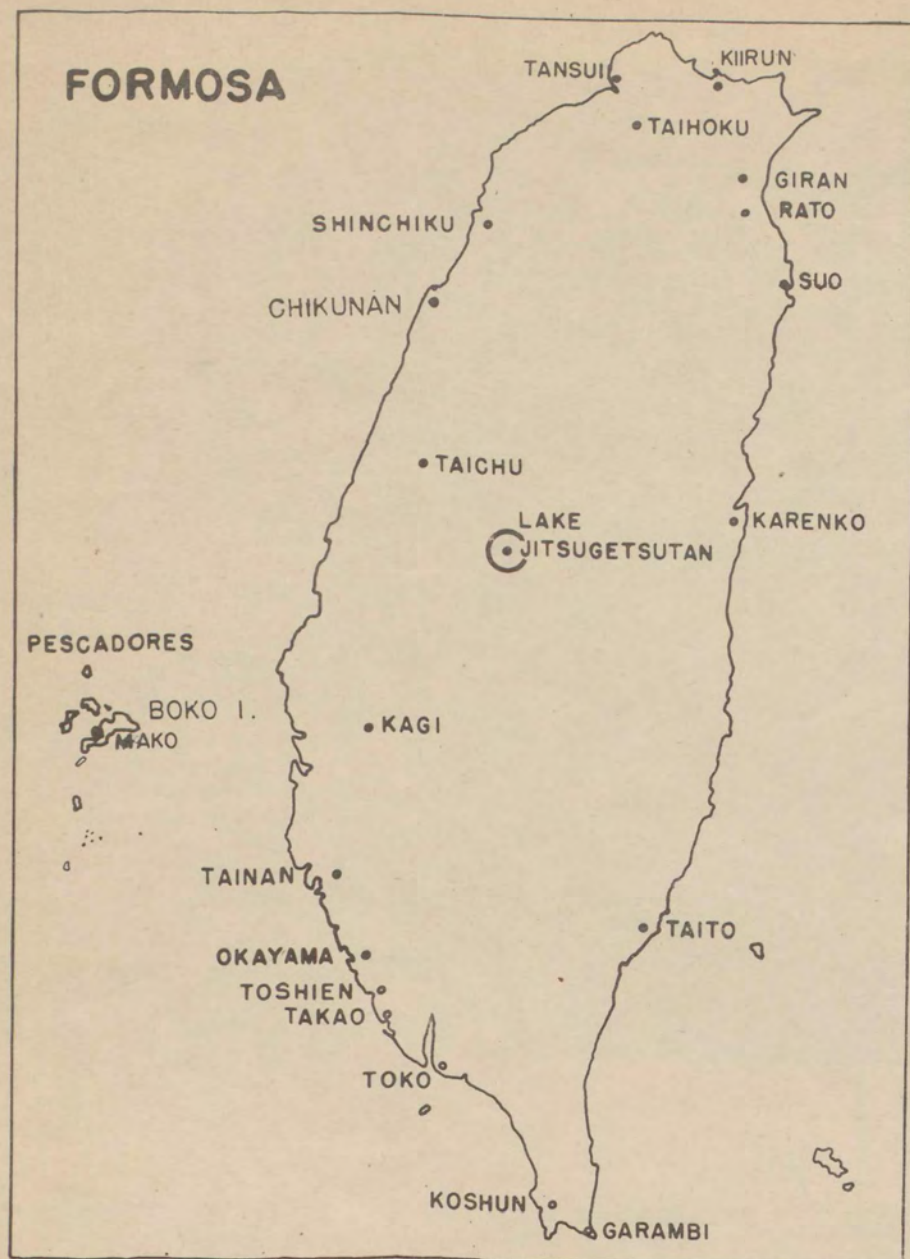 FORMOSA
TANSUI
KIIRUN
TAIHOKU
GIRAN
RATO
SHINCHIKU
SUO
CHIKUNAN
TAICHU
LAKE
JITSUGETSUTAN
KARENKO
PESCADORES
BOKO I.
MAKO
KAGI
TAINAN
TAITO
OKAYAMA
TOSHIEN
TAKAO
TOKO
KOSHUN
GARAMBI